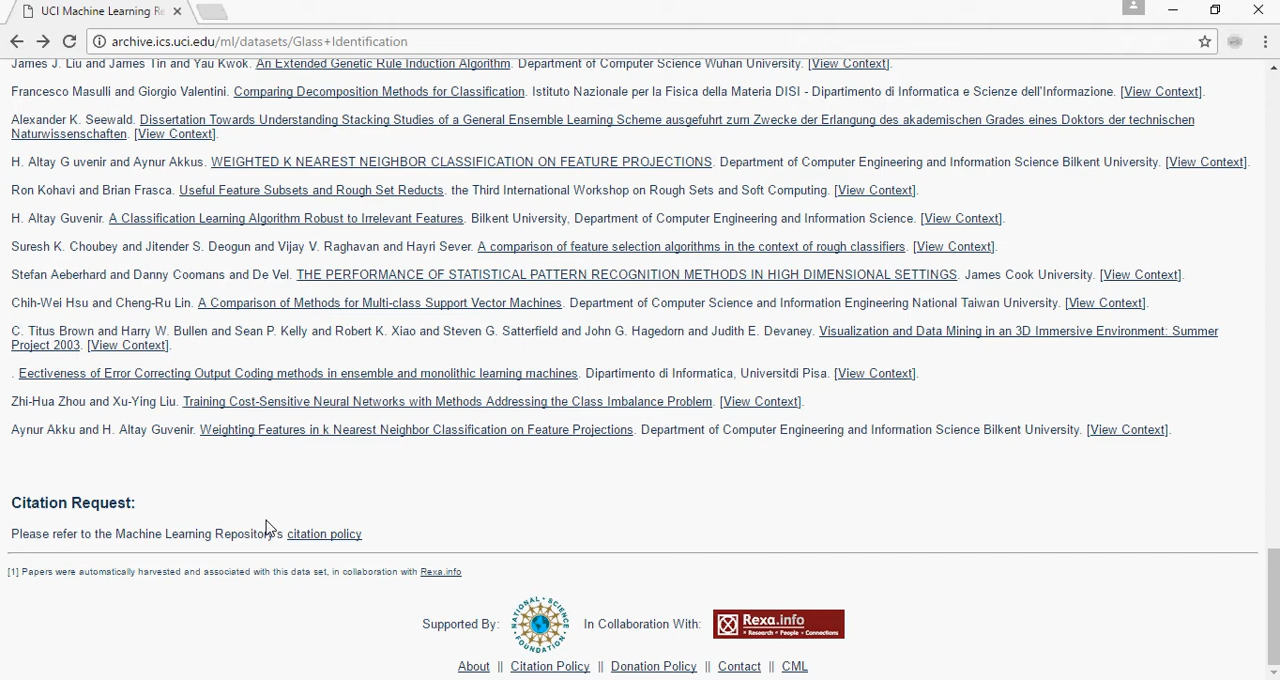 UCI Machine Learning Re
archive.ics.uci.edu/ml/datasets/Glass+Identification
James J. Liu and James Tin and Yau Kwok. An Extended Genetic Rule Induction Algorithm. Department of Computer Science Wuhan University. [View Context].
Francesco Masulli and Giorgio Valentini. Comparing Decomposition Methods for Classification. Istituto Nazionale per la Fisica della Materia DISI - Dipartimento di Informatica e Scienze dell'Informazione. [View Context].
Alexander K. Seewald. Dissertation Towards Understanding Stacking Studies of a General Ensemble Learning Scheme ausgefuhrt zum Zwecke der Erlangung des akademischen Grades eines Doktors der technischen
Naturwissenschaften. [View Context].
H. Altay G uvenir and Aynur Akkus. WEIGHTED K NEAREST NEIGHBOR CLASSIFICATION ON FEATURE PROJECTIONS. Department of Computer Engineering and Information Science Bilkent University. [View Context].
Ron Kohavi and Brian Frasca. Useful Feature Subsets and Rough Set Reducts. the Third International Workshop on Rough Sets and Soft Computing. [View Context].
H. Altay Guvenir. A Classification Learning Algorithm Robust to Irrelevant Features. Bilkent University, Department of Computer Engineering and Information Science. [View Context].
Suresh K. Choubey and Jitender S. Deogun and Vijay V. Raghavan and Hayri Sever. A comparison of feature selection algorithms in the context of rough classifiers. [View Context].
Stefan Aeberhard and Danny Coomans and De Vel. THE PERFORMANCE OF STATISTICAL PATTERN RECOGNITION METHODS IN HIGH DIMENSIONAL SETTINGS. James Cook University. [View Context].
Chih-Wei Hsu and Cheng-Ru Lin. A Comparison of Methods for Multi-class Support Vector Machines. Department of Computer Science and Information Engineering National Taiwan University. [View Context].
C. Titus Brown and Harry W. Bullen and Sean P. Kelly and Robert K. Xiao and Steven G. Satterfield and John G. Hagedorn and Judith E. Devaney. Visualization and Data Mining in an 3D Immersive Environment: Summer
Project 2003. [View Context].
. Eectiveness of Error Correcting Output Coding methods in ensemble and monolithic learning machines. Dipartimento di Informatica, Universitdi Pisa. [View Context].
Zhi-Hua Zhou and Xu-Ying Liu. Training Cost-Sensitive Neural Networks with Methods Addressing the Class Imbalance Problem. [View Context].
Aynur Akku and H. Altay Guvenir. Weighting Features in k Nearest Neighbor Classification on Feature Projections. Department of Computer Engineering and Information Science Bilkent University. [View Context].
Citation Request:
Please refer to the Machine Learning Repository's citation policy
[1] Papers were automatically harvested and associated with this data set, in collaboration with Rexa.info
Supported By: NATIONAL SCIENCE FOUNDATION In Collaboration With: Rexa.info
Research People Connections
About || Citation Policy || Donation Policy || Contact || CML